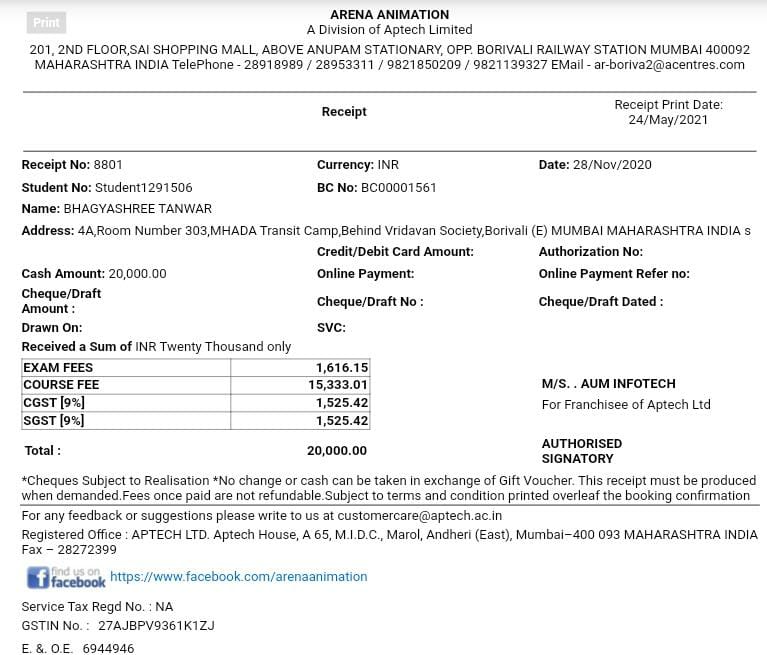 Print
ARENA ANIMATION
A Division of Aptech Limited
201, 2ND FLOOR,SAI SHOPPING MALL, ABOVE ANUPAM STATIONARY, OPP. BORIVALI RAILWAY STATION MUMBAI 400092
MAHARASHTRA INDIA TelePhone - 28918989 / 28953311 / 9821850209 / 9821139327 EMail - ar-boriva2@acentres.com
Receipt
Receipt Print Date:
24/May/2021
Receipt No: 8801 Currency: INR Date: 28/Nov/2020
Student No: Student1291506 BC No: BC00001561
Name: BHAGYASHREE TANWAR
Address: 4A,Room Number 303,MHADA Transit Camp,Behind Vridavan Society,Borivali (E) MUMBAI MAHARASHTRA INDIA s
Credit/Debit Card Amount: Authorization No:
Cash Amount: 20,000.00 Online Payment: Online Payment Refer no:
Cheque/Draft
Amount : Cheque/Draft No : Cheque/Draft Dated :
Drawn On: SVC:
Received a Sum of INR Twenty Thousand only
EXAM FEES 1,616.15
COURSE FEE 15,333.01
CGST [9%] 1,525.42
SGST [9%] 1,525.42
M/S. . AUM INFOTECH
For Franchisee of Aptech Ltd
Total : 20,000.00
AUTHORISED
SIGNATORY
*Cheques Subject to Realisation *No change or cash can be taken in exchange of Gift Voucher. This receipt must be produced
when demanded.Fees once paid are not refundable.Subject to terms and condition printed overleaf the booking confirmation
For any feedback or suggestions please write to us at customercare@aptech.ac.in
Registered Office : APTECH LTD. Aptech House, A 65, M.I.D.C., Marol, Andheri (East), Mumbai–400 093 MAHARASHTRA INDIA
Fax – 28272399
find us on
facebook https://www.facebook.com/arenaanimation
Service Tax Regd No. : NA
GSTIN No. : 27AJBPV9361K1ZJ
E. &. O.E. 6944946